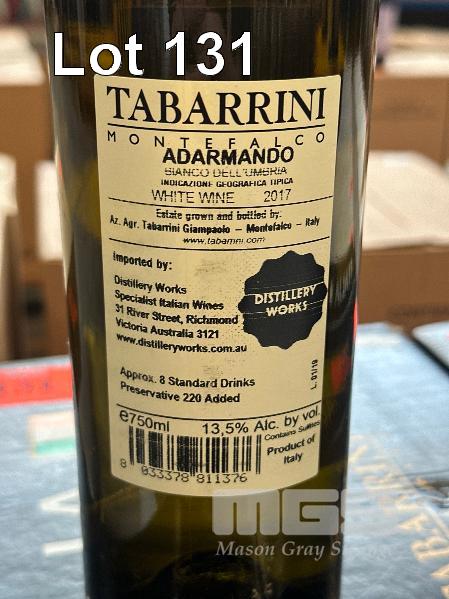 Lot 131
TABARRINI
MONTEFALCO
ADARMANDO
BIANCO DELL'UMBRIA
INDICAZIONE GEOGRAFICA TIPICA
WHITE WINE 2017
Estate grown and bottled by:
Az. Agr. Tabarrini Giampaolo – Montefalco – Italy
www.tabarrini.com
Imported by:
Distillery Works
Specialist Italian Wines
31 River Street, Richmond
Victoria Australia 3121
www.distilleryworks.com.au
DISTILLERY
WORKS
L. 01/19
Approx. 8 Standard Drinks
Preservative 220 Added
e750ml 13,5% Alc. by vol.
Contains Sulfites
Product of
Italy
8 033378 811376
Mason Gray